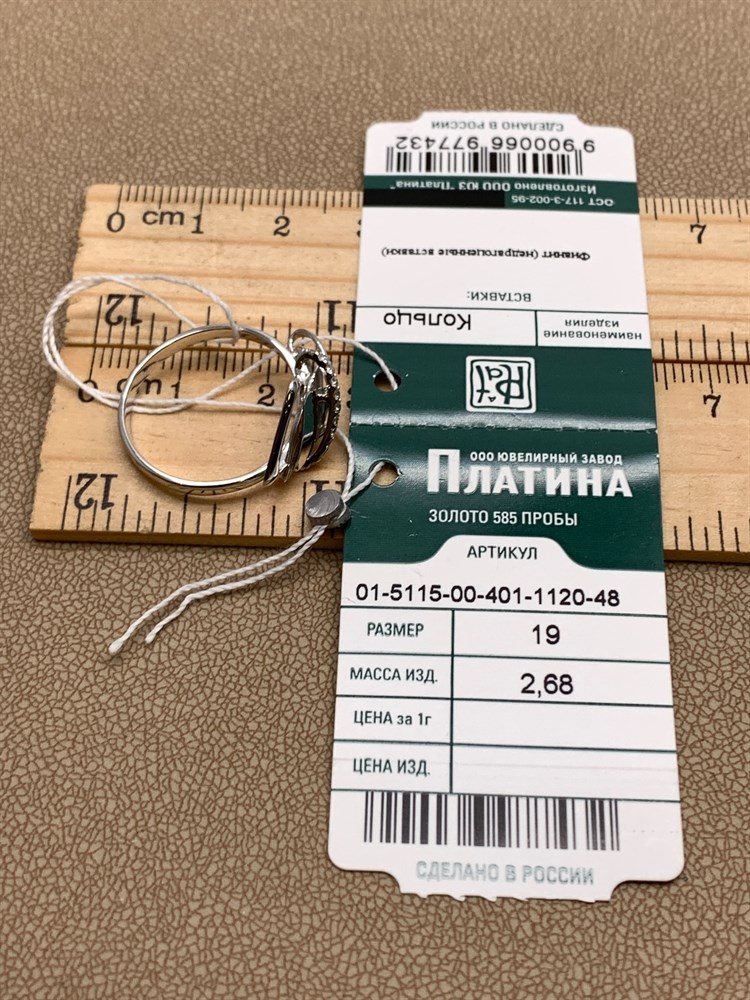 СДЕЛАНО В РОССИИ
9 900066 977432
Изготовлено ООО ЮЗ "Платина"
ОСТ 117-3-002-95
Фианит (недрагоценные вставки)
ВСТАВКИ:
наименование изделия
Кольцо
Plat
ООО ЮВЕЛИРНЫЙ ЗАВОД
ПЛАТИНА
ЗОЛОТО 585 ПРОБЫ
АРТИКУЛ
01-5115-00-401-1120-48
РАЗМЕР 19
МАССА ИЗД. 2,68
ЦЕНА за 1г
ЦЕНА ИЗД.
СДЕЛАНО В РОССИИ
0 cm 1 2 7
12 11
0 2 7
12